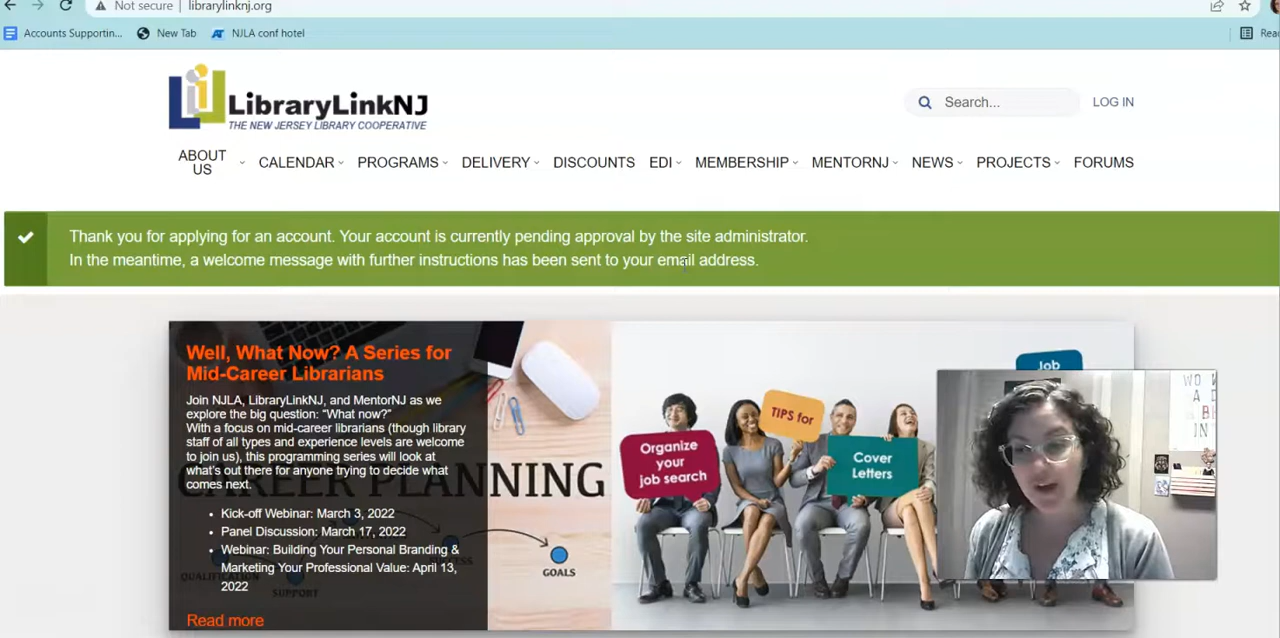 Not secure | librarylinknj.org
Accounts Supportin...
New Tab
NJLA conf hotel
LibraryLinkNJ
THE NEW JERSEY LIBRARY COOPERATIVE
Search...
LOG IN
ABOUT
US
CALENDAR
PROGRAMS
DELIVERY
DISCOUNTS
EDI
MEMBERSHIP
MENTORNJ
NEWS
PROJECTS
FORUMS
Thank you for applying for an account. Your account is currently pending approval by the site administrator.
In the meantime, a welcome message with further instructions has been sent to your email address.
Well, What Now? A Series for
Mid-Career Librarians
Join NJLA, LibraryLinkNJ, and MentorNJ as we
explore the big question: "What now?"
With a focus on mid-career librarians (though library
staff of all types and experience levels are welcome
to join us), this programming series will look at
what's out there for anyone trying to decide what
comes next.
CAREER PLANNING
Kick-off Webinar: March 3, 2022
Panel Discussion: March 17, 2022
Webinar: Building Your Personal Branding &
Marketing Your Professional Value: April 13,
2022
QUALIFICATION
SUPPORT
GOALS
Read more
Organize
your
job search
TIPS for
Cover
Letters
Job